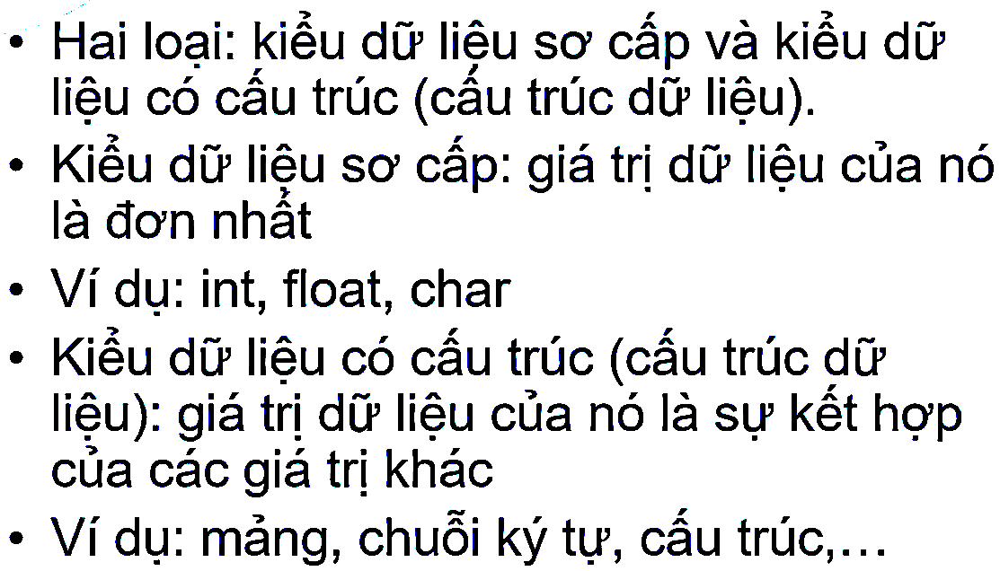 • Hai loại: kiểu dữ liệu sơ cấp và kiểu dữ
liệu có cấu trúc (cấu trúc dữ liệu).
• Kiểu dữ liệu sơ cấp: giá trị dữ liệu của nó
là đơn nhất
• Ví dụ: int, float, char
• Kiểu dữ liệu có cấu trúc (cấu trúc dữ
liệu): giá trị dữ liệu của nó là sự kết hợp
của các giá trị khác
• Ví dụ: mảng, chuỗi ký tự, cấu trúc,…